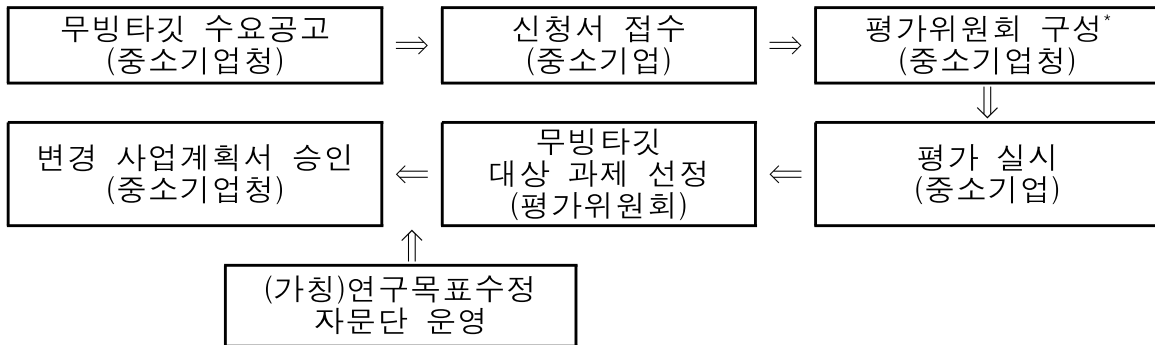 무빙타깃 수요공고
(중소기업청)
⇒
신청서 접수
(중소기업)
⇒
평가위원회 구성*
(중소기업청)
⇓
평가 실시
(중소기업)
⇐
무빙타깃
대상 과제 선정
(평가위원회)
⇐
변경 사업계획서 승인
(중소기업청)
⇑
(가칭)연구목표수정
자문단 운영